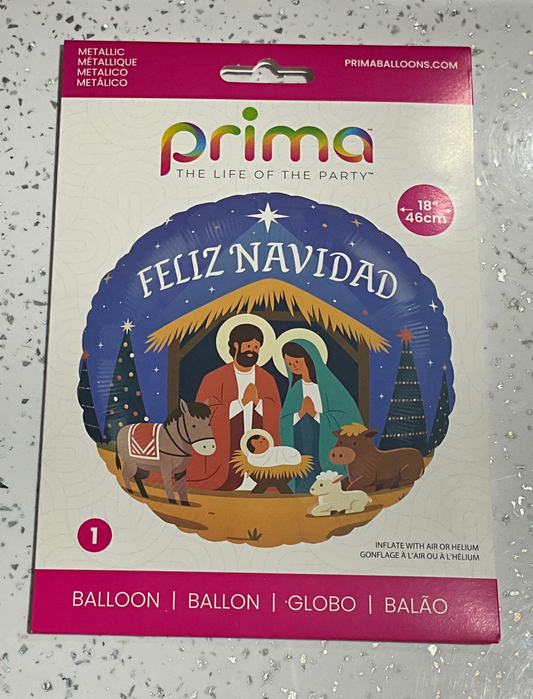 METALLIC
MÉTALLIQUE
METALICO
METÁLICO
PRIMABALLOONS.COM
prima™
THE LIFE OF THE PARTY™
18"
46cm
FELIZ NAVIDAD
1
INFLATE WITH AIR OR HELIUM
GONFLAGE À L'AIR OU À L'HÉLIUM
BALLOON | BALLON | GLOBO | BALÃO